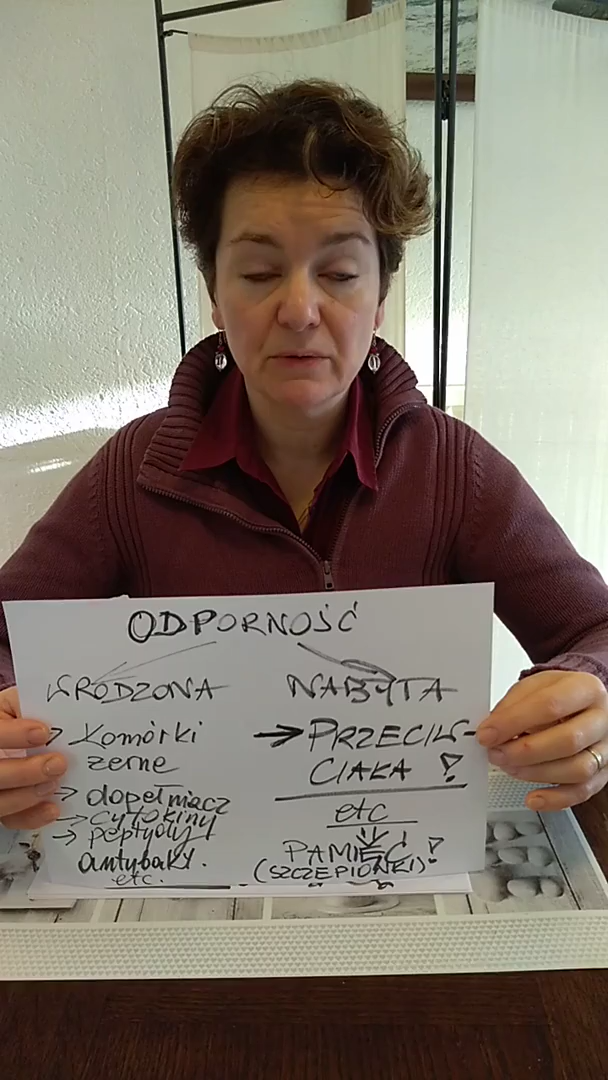 ODPORNOŚĆ
WRODZONA
→ Komórki
żerne
→ dopełniacz
→ cytokiny
→ peptydy
antybakt.
etc.
NABYTA
→ PRZECIW-
CIAŁA !
etc
PAMIĘĆ !
(SZCZEPIONKI)